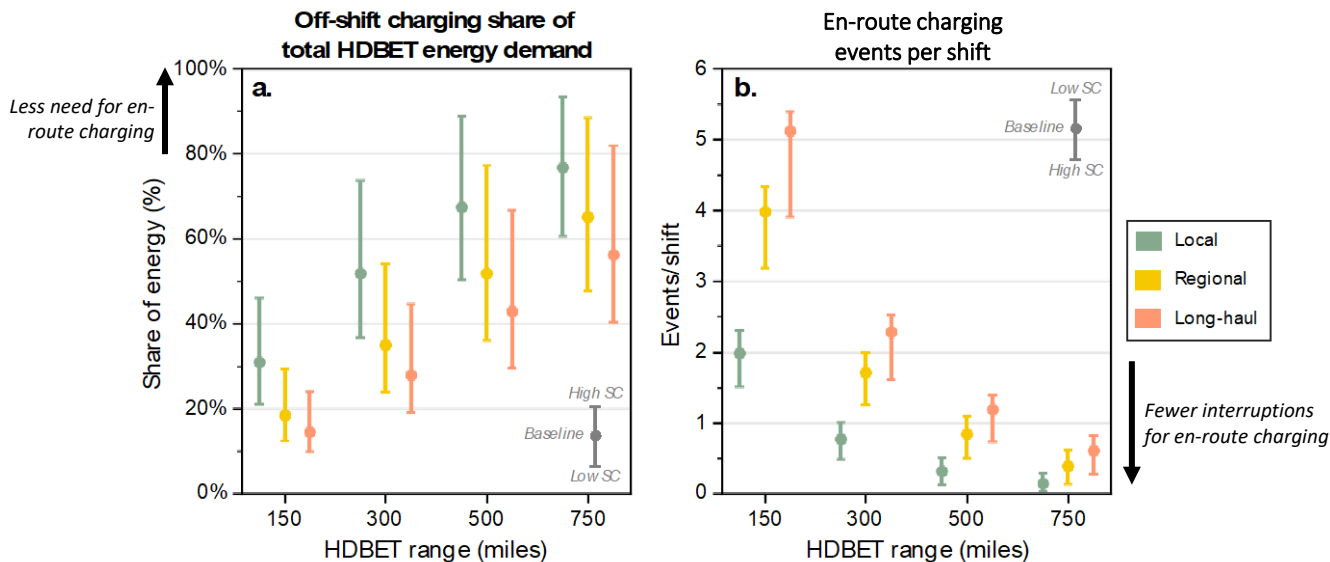 Off-shift charging share of
total HDBET energy demand
Less need for en-
route charging
Share of energy (%)
100%
80%
60%
40%
20%
0%
a.
High SC
Baseline
Low SC
150
300
500
750
HDBET range (miles)
En-route charging
events per shift
Events/shift
6
5
4
3
2
1
0
b.
Low SC
Baseline
High SC
150
300
500
750
HDBET range (miles)
Local
Regional
Long-haul
Fewer interruptions
for en-route charging